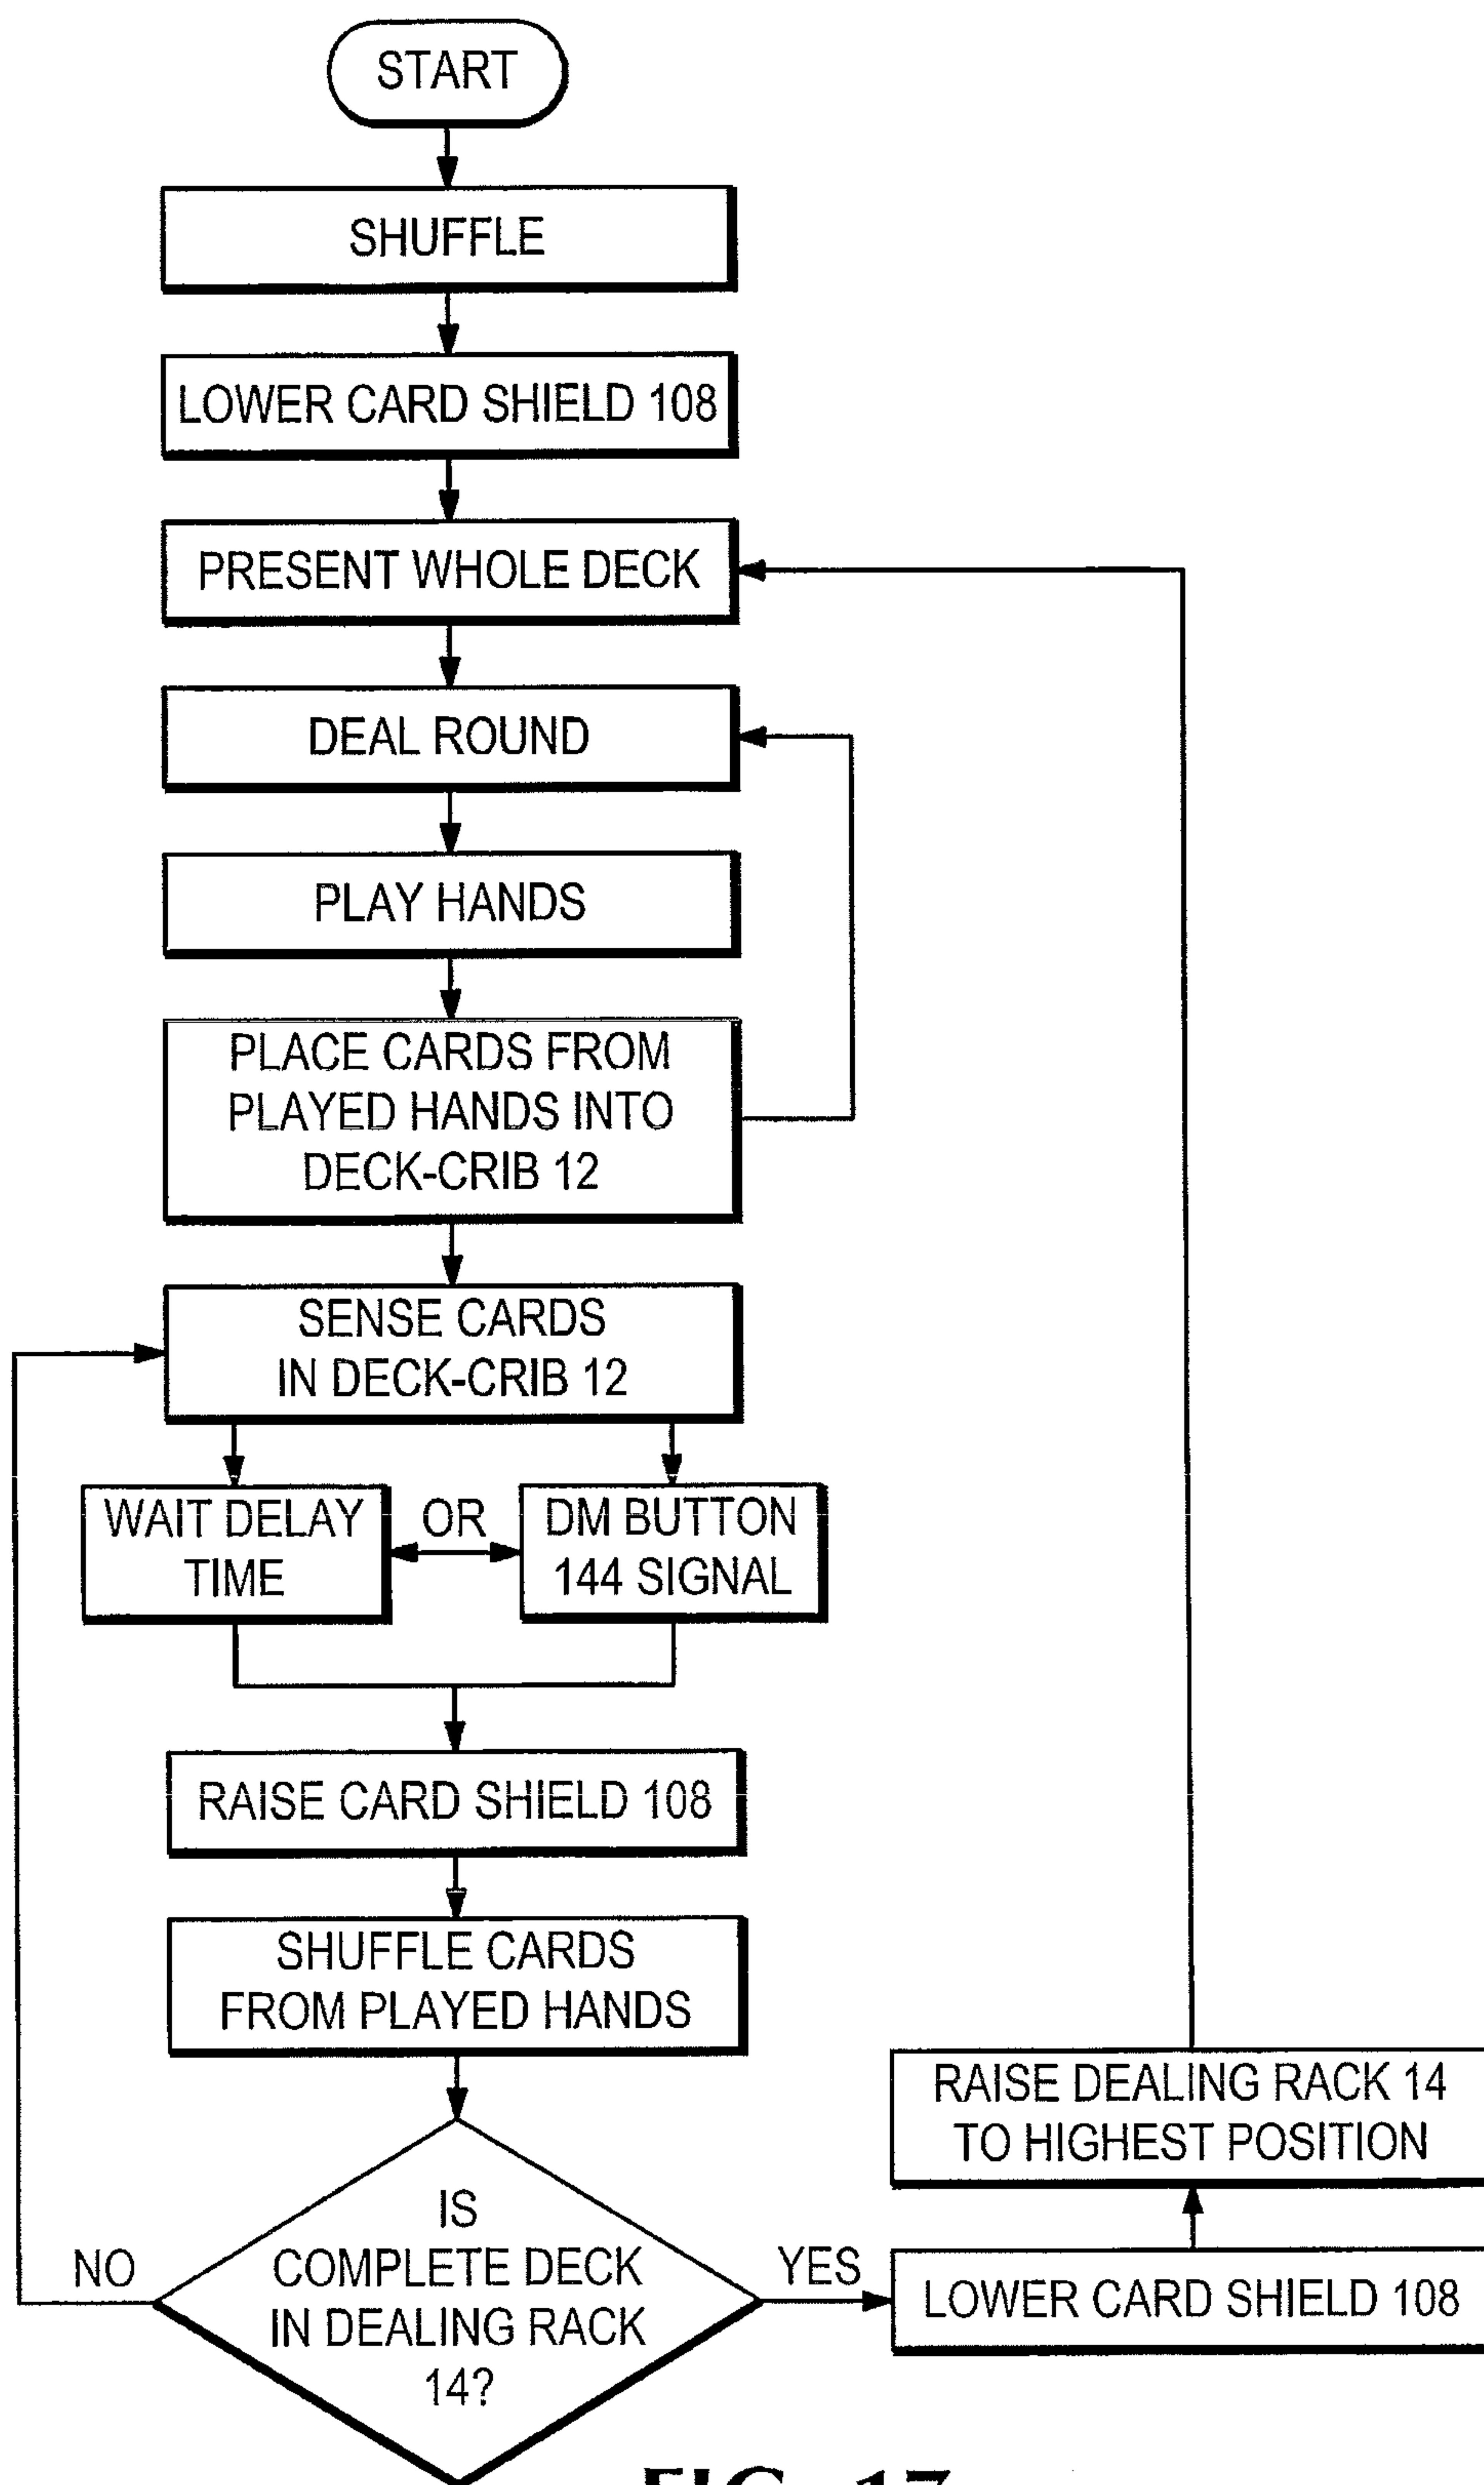 START
SHUFFLE
LOWER CARD SHIELD 108
PRESENT WHOLE DECK
DEAL ROUND
PLAY HANDS
PLACE CARDS FROM
PLAYED HANDS INTO
DECK-CRIB 12
SENSE CARDS
IN DECK-CRIB 12
WAIT DELAY
TIME
OR
DM BUTTON
144 SIGNAL
RAISE CARD SHIELD 108
SHUFFLE CARDS
FROM PLAYED HANDS
IS
COMPLETE DECK
IN DEALING RACK
14?
NO
YES
LOWER CARD SHIELD 108
RAISE DEALING RACK 14
TO HIGHEST POSITION
FIG. 17